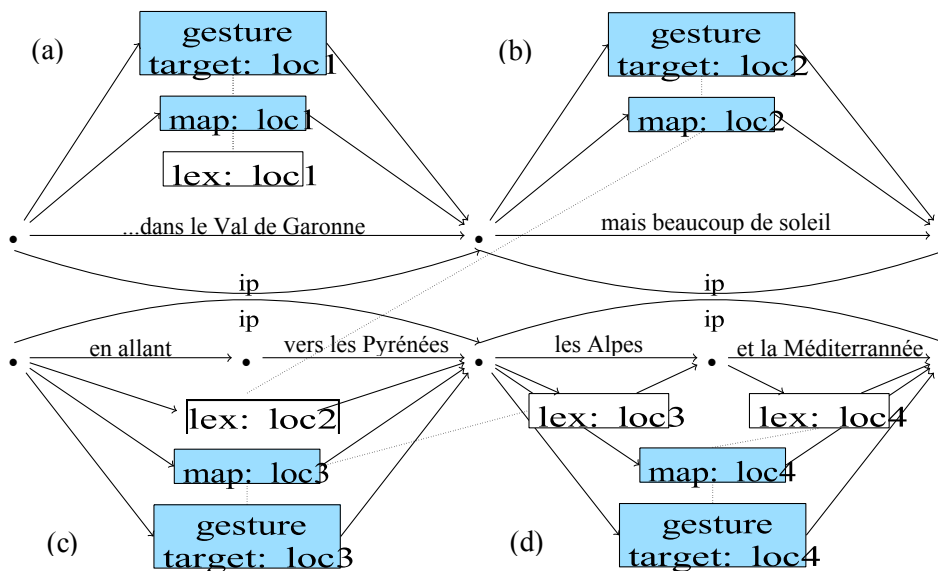 (a)
gesture
target: loc1
map: loc1
lex: loc1
...dans le Val de Garonne
ip
(b)
gesture
target: loc2
map: loc2
mais beaucoup de soleil
ip
ip
en allant
vers les Pyrénées
lex: loc2
map: loc3
gesture
target: loc3
(c)
ip
les Alpes
et la Méditerrannée
lex: loc3
lex: loc4
map: loc4
gesture
target: loc4
(d)